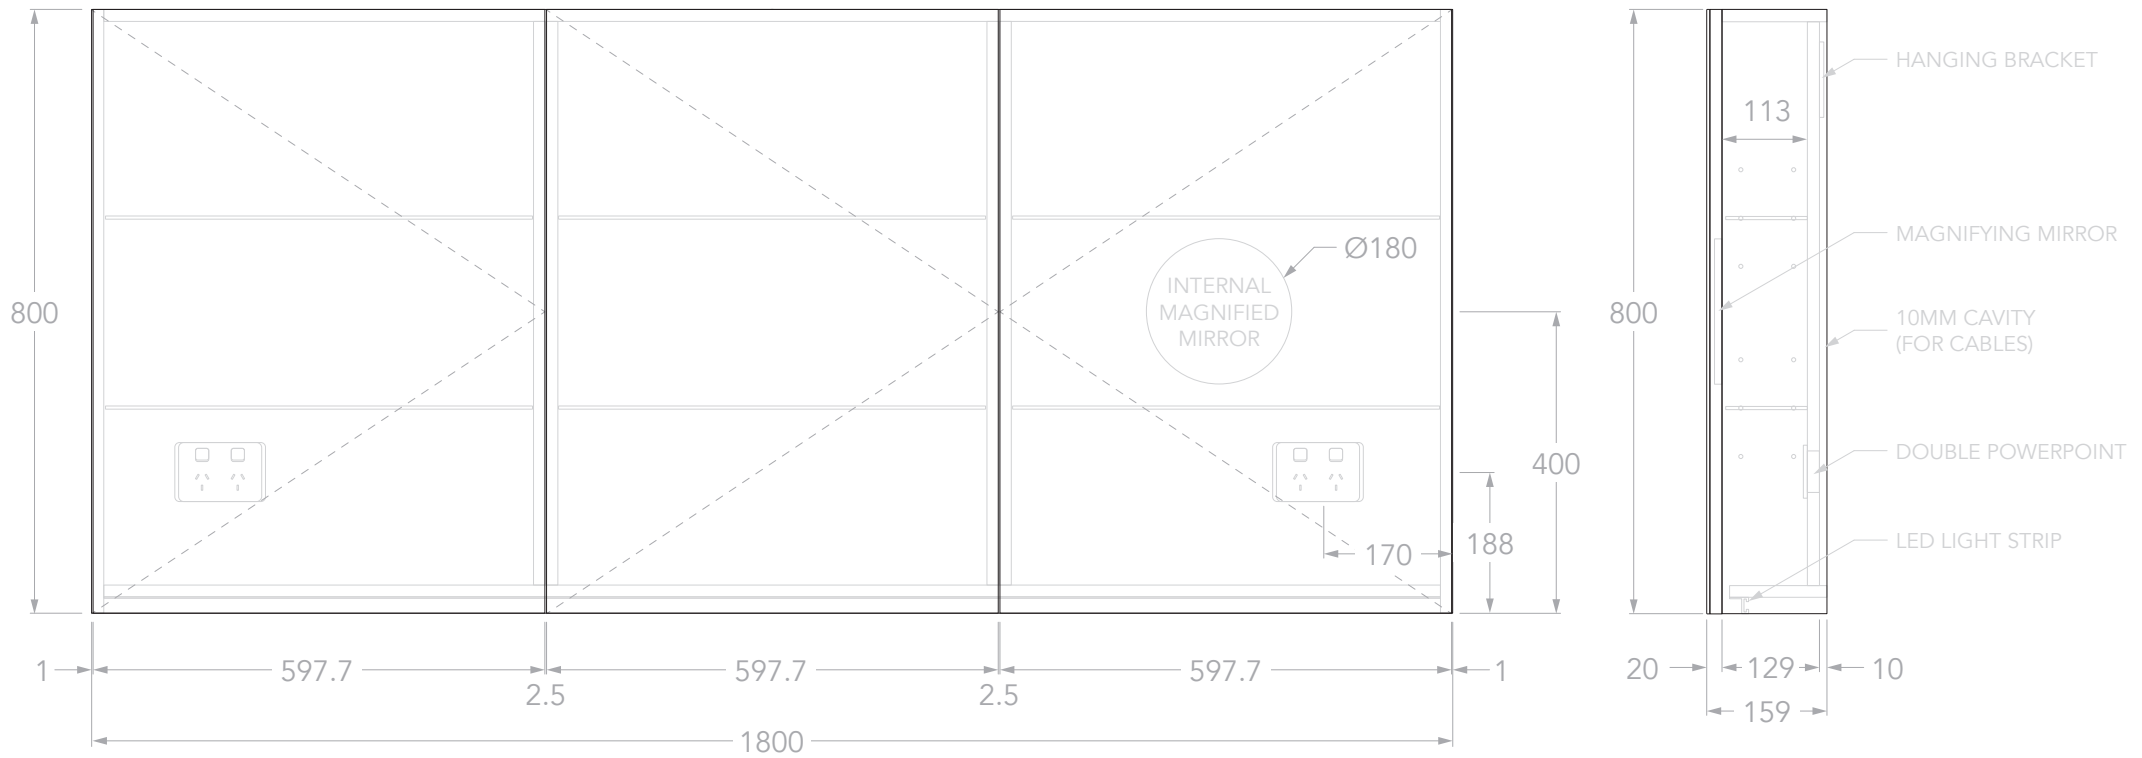 HANGING BRACKET
113
MAGNIFYING MIRROR
Ø180
INTERNAL
MAGNIFIED
MIRROR
800
800
10MM CAVITY
(FOR CABLES)
DOUBLE POWERPOINT
400
188
170
LED LIGHT STRIP
1
597.7
597.7
597.7
1
2.5
2.5
20
129
10
159
1800